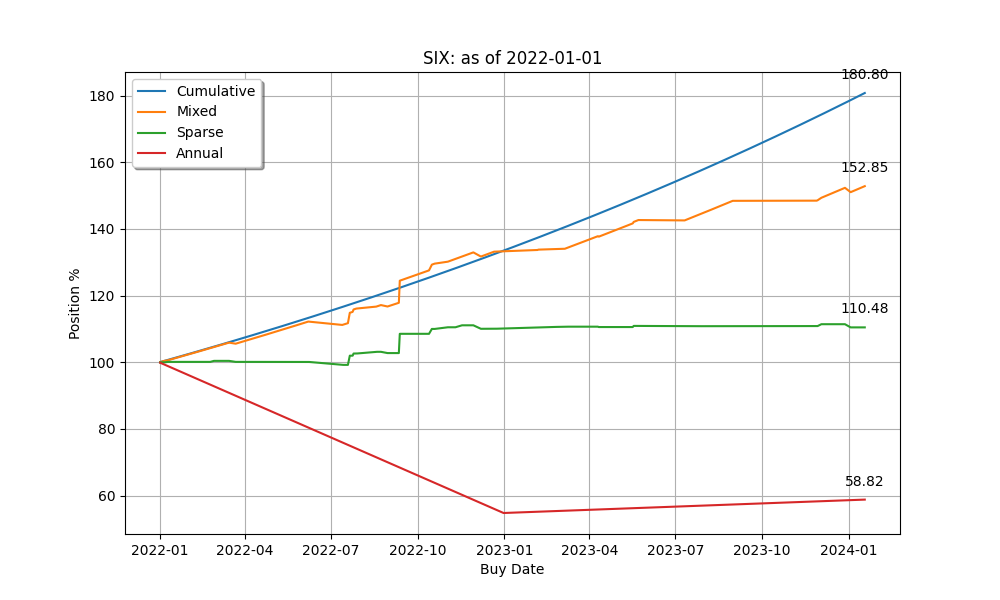 SIX: as of 2022-01-01
Cumulative
Mixed
Sparse
Annual
180.80
152.85
110.48
58.82
Position %
180
160
140
120
100
80
60
2022-01 2022-04 2022-07 2022-10 2023-01 2023-04 2023-07 2023-10 2024-01
Buy Date